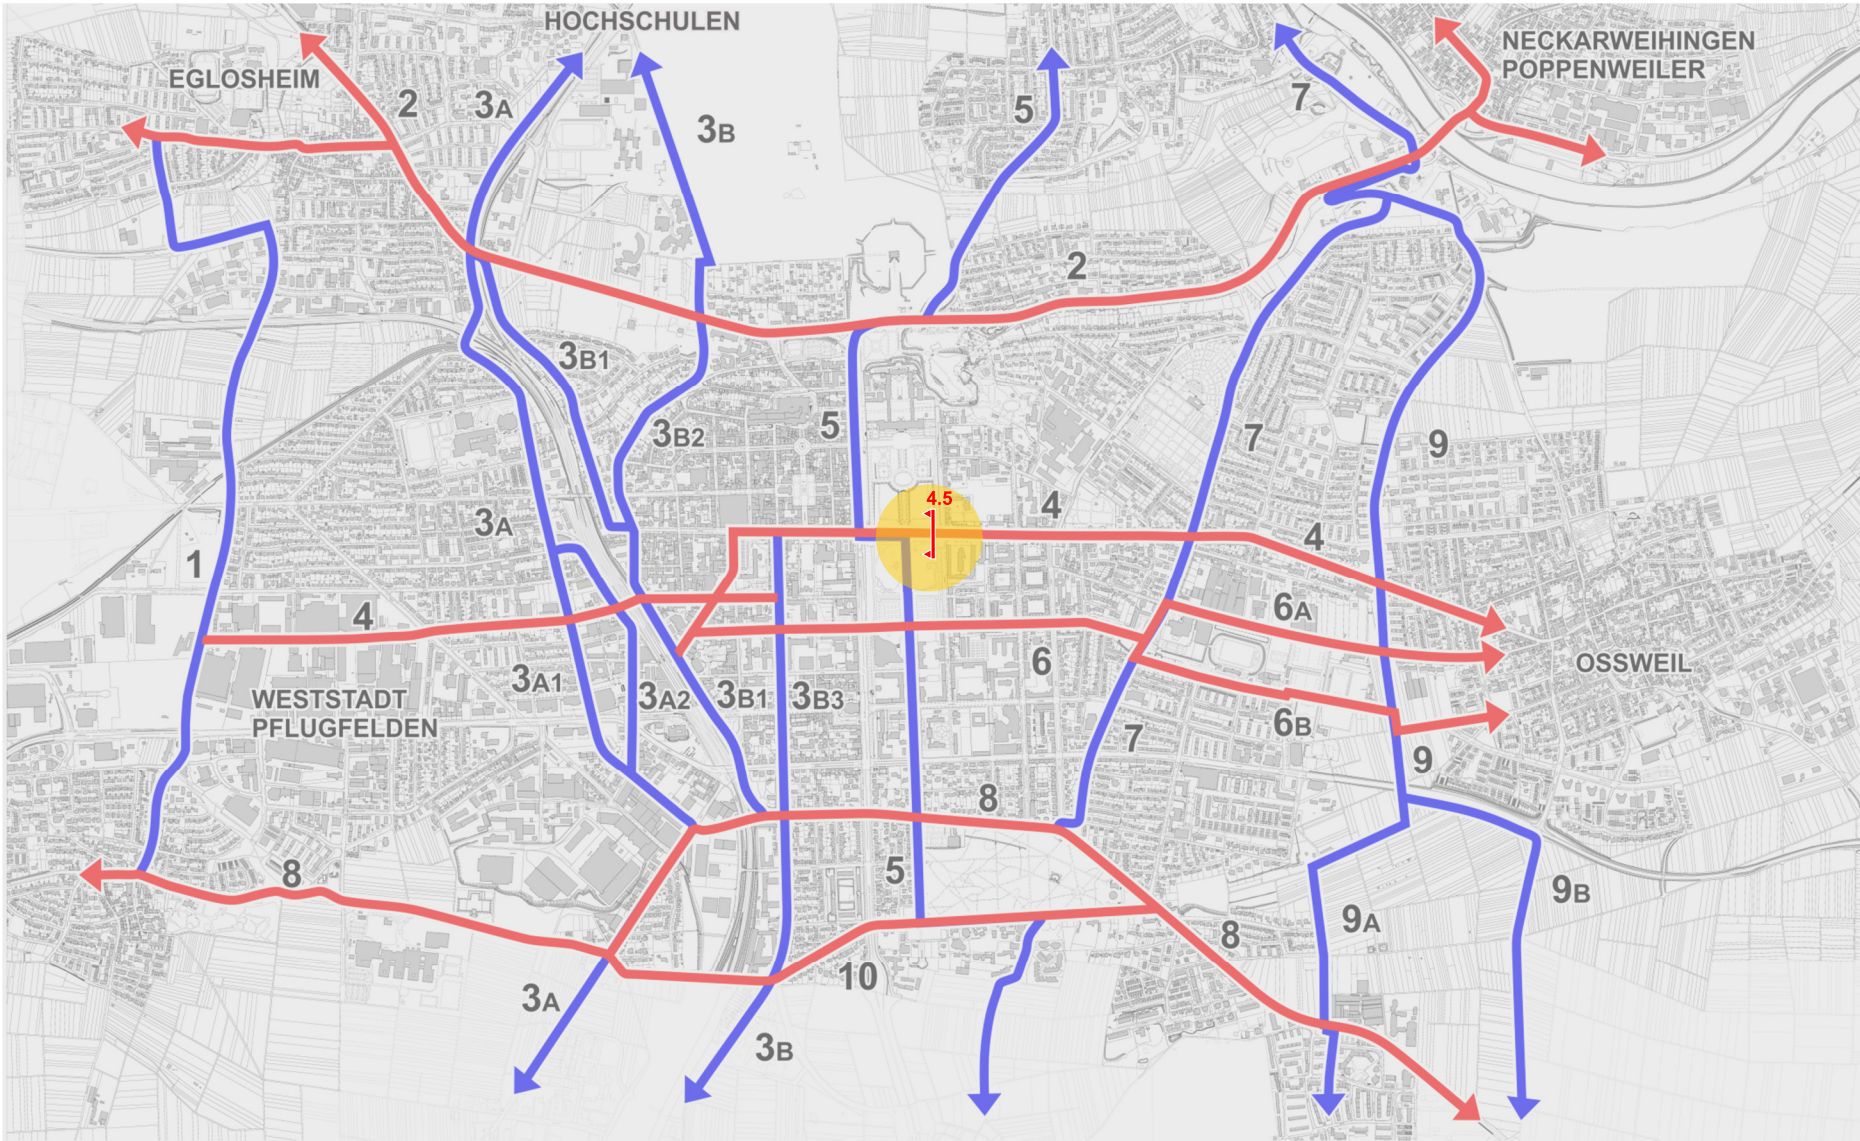 HOCHSCHULEN
NECKARWEIHINGEN
POPPENWEILER
EGLOSHEIM
2
3A
3B
5
7
2
3B1
3B2
5
7
9
4.5
4
3A
4
1
4
6A
6
OSSWEIL
3A1
3A2
3B1
3B3
WESTSTADT
PFLUGFELDEN
6B
7
9
8
8
5
9B
9A
8
10
3A
3B